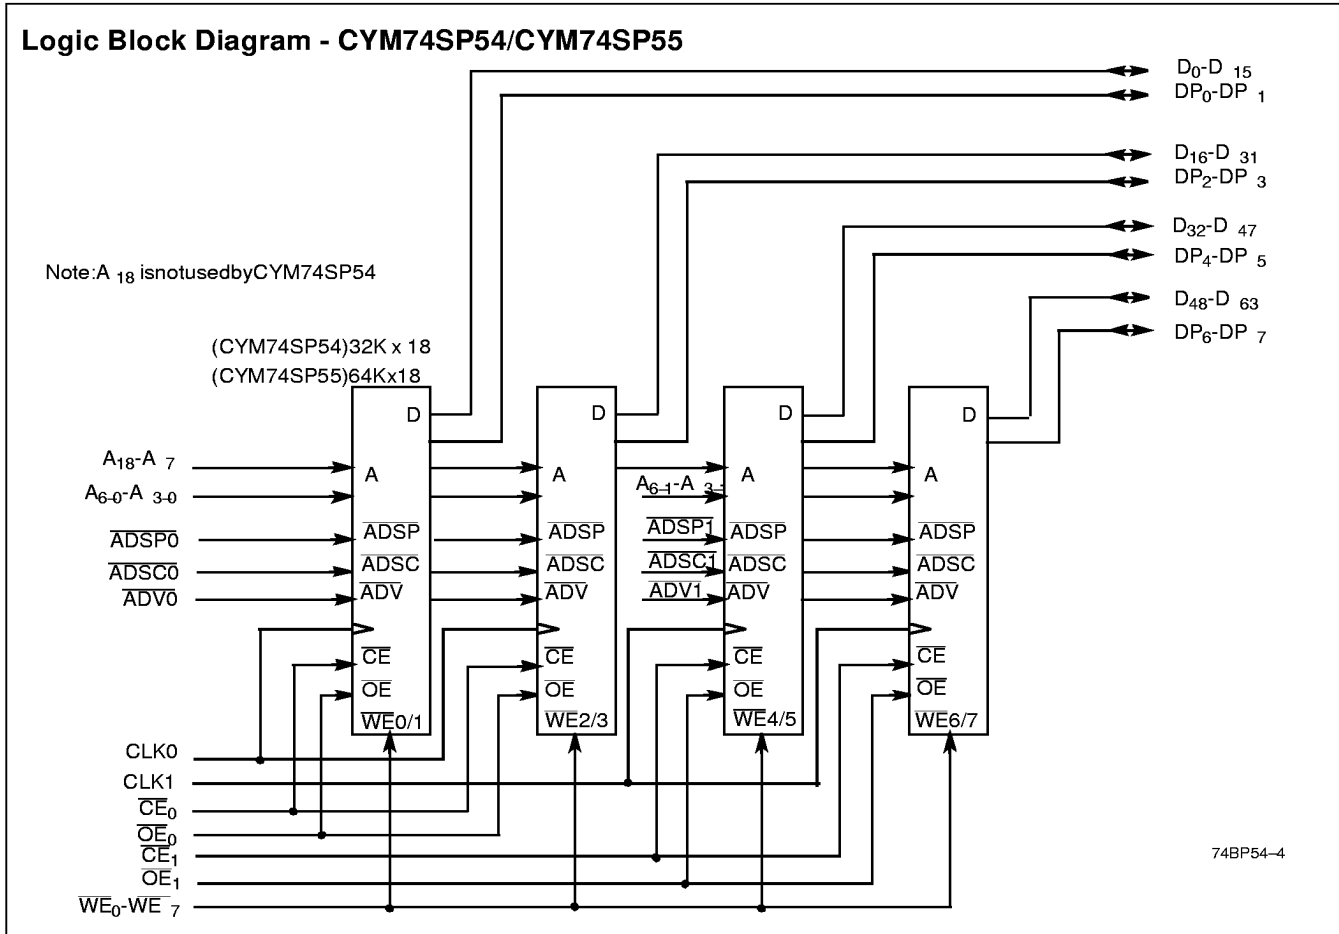 Logic Block Diagram - CYM74SP54/CYM74SP55
D0-D 15
DP0-DP 1
D16-D 31
DP2-DP 3
D32-D 47
DP4-DP 5
D48-D 63
DP6-DP 7
Note:A 18 isnotusedbyCYM74SP54
(CYM74SP54)32K x 18
(CYM74SP55)64Kx18
D D D D
A18-A 7
A A A A
A6-0-A 3-0
A6-1-A 3-
ADSP0 ADSP ADSP ADSP1 ADSP ADSP
ADSC0 ADSC ADSC ADSC1 ADSC ADSC
ADV0 ADV ADV ADV1 ADV ADV
CE CE CE CE
OE OE OE OE
WE0/1 WE2/3 WE4/5 WE6/7
CLK0
CLK1
CE0
OE0
CE1
OE1
WE0-WE 7
74BP54-4